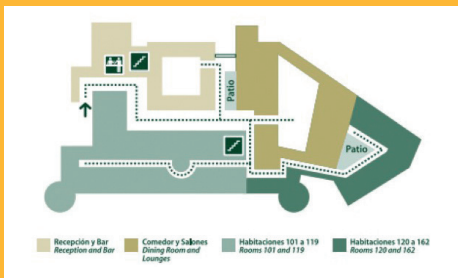 Patio
Patio
Recepción y Bar
Reception and Bar
Comedor y Salones
Dining Room and
Lounges
Habitaciones 101 a 119
Rooms 101 and 119
Habitaciones 120 a 162
Rooms 120 and 162